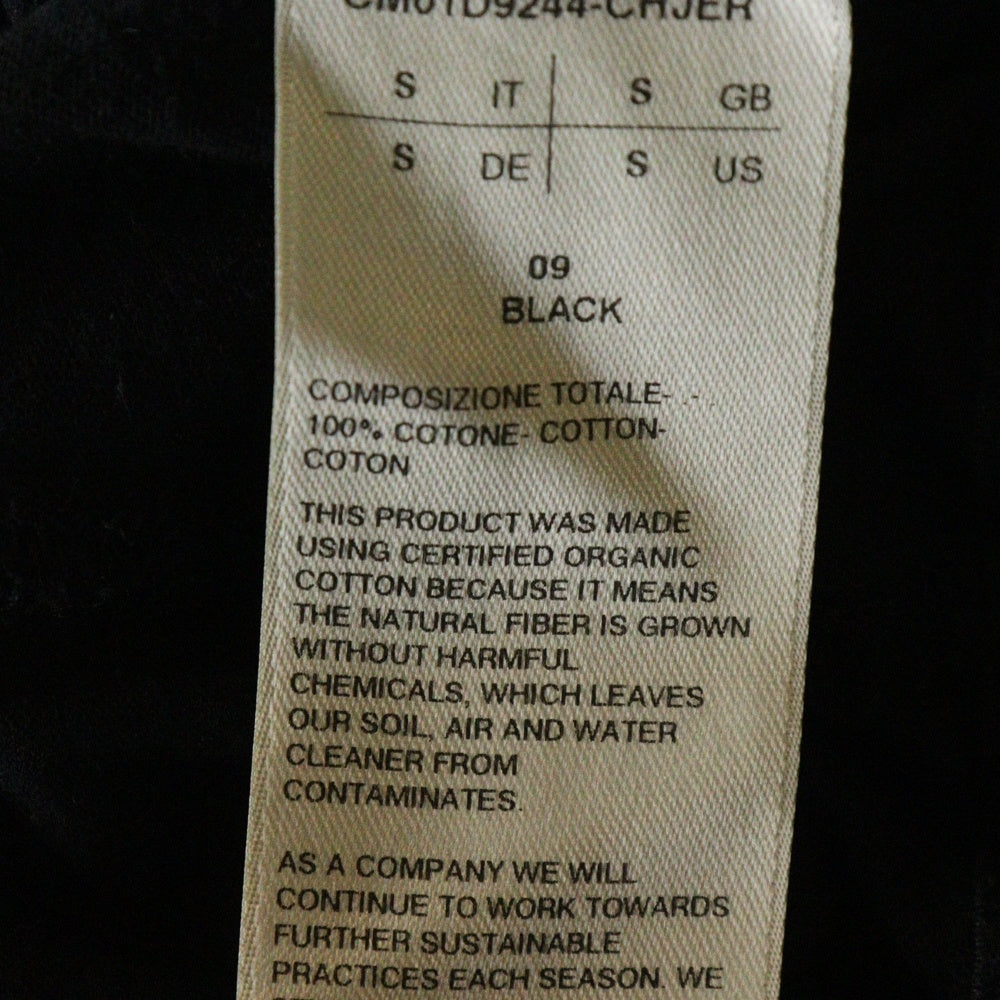 CM01D9244-CHJER
S IT S GB
S DE S US
09
BLACK
COMPOSIZIONE TOTALE- -
100% COTONE- COTTON-
COTON
THIS PRODUCT WAS MADE
USING CERTIFIED ORGANIC
COTTON BECAUSE IT MEANS
THE NATURAL FIBER IS GROWN
WITHOUT HARMFUL
CHEMICALS, WHICH LEAVES
OUR SOIL, AIR AND WATER
CLEANER FROM
CONTAMINATES.
AS A COMPANY WE WILL
CONTINUE TO WORK TOWARDS
FURTHER SUSTAINABLE
PRACTICES EACH SEASON. WE